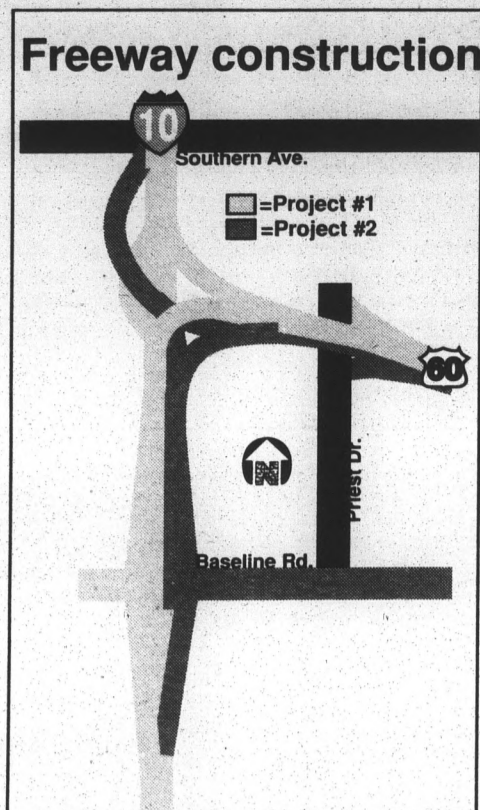 Freeway construction
10
Southern Ave.
=Project #1
=Project #2
60
N
Priest Dr.
Baseline Rd.